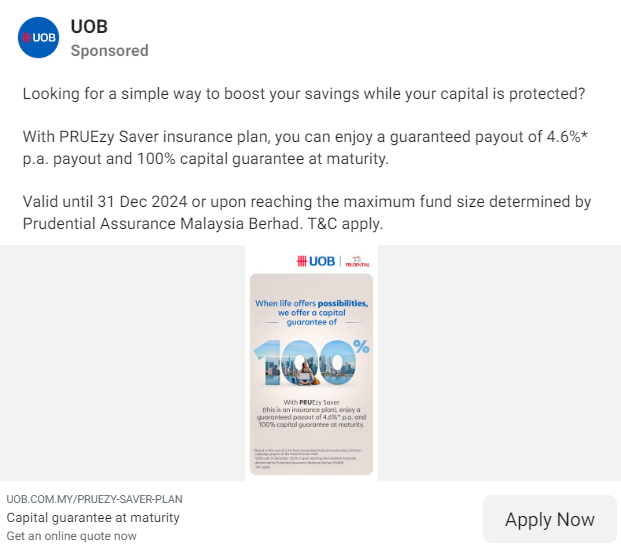 UOB
UOB
Sponsored
Looking for a simple way to boost your savings while your capital is protected?
With PRUEzy Saver insurance plan, you can enjoy a guaranteed payout of 4.6%*
p.a. payout and 100% capital guarantee at maturity.
Valid until 31 Dec 2024 or upon reaching the maximum fund size determined by
Prudential Assurance Malaysia Berhad. T&C apply.
UOB
PRUDENTIAL
When life offers possibilities,
we offer a capital
guarantee of
100%
With PRUEzy Saver
(this is an insurance plan), enjoy a
guaranteed payout of 4.6%* p.a. and
100% capital guarantee at maturity.
UOB.COM.MY/PRUEZY-SAVER-PLAN
Capital guarantee at maturity
Get an online quote now
Apply Now